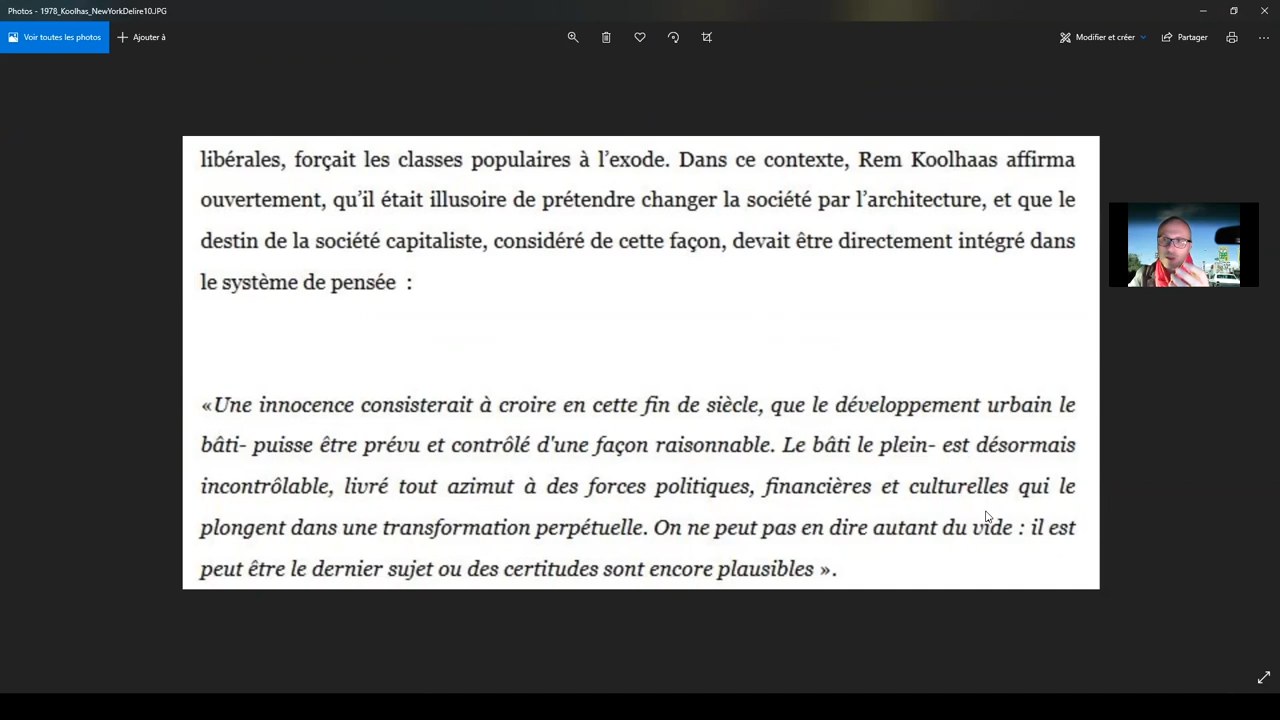 Photos - 1978_Koolhas_NewYorkDelire10.JPG
Voir toutes les photos
Ajouter à
Modifier et créer
Partager
libérales, forçait les classes populaires à l’exode. Dans ce contexte, Rem Koolhaas affirma
ouvertement, qu’il était illusoire de prétendre changer la société par l’architecture, et que le
destin de la société capitaliste, considéré de cette façon, devait être directement intégré dans
le système de pensée :
«Une innocence consisterait à croire en cette fin de siècle, que le développement urbain le
bâti- puisse être prévu et contrôlé d'une façon raisonnable. Le bâti le plein- est désormais
incontrôlable, livré tout azimut à des forces politiques, financières et culturelles qui le
plongent dans une transformation perpétuelle. On ne peut pas en dire autant du vide : il est
peut être le dernier sujet ou des certitudes sont encore plausibles ».